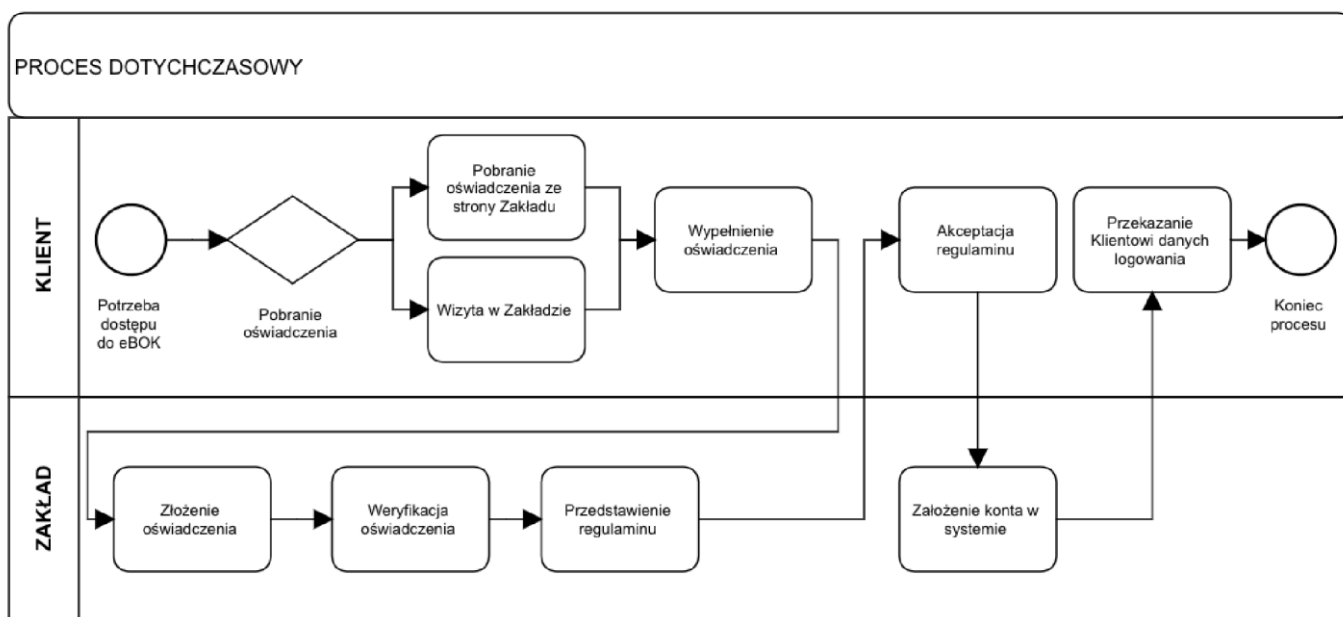 PROCES DOTYCHCZASOWY
KLIENT
Potrzeba
dostępu
do eBOK
Pobranie
oświadczenia
Pobranie
oświadczenia ze
strony Zakładu
Wizyta w Zakładzie
Wypełnienie
oświadczenia
Akceptacja
regulaminu
Przekazanie
Klientowi danych
logowania
Koniec
procesu
ZAKŁAD
Złożenie
oświadczenia
Weryfikacja
oświadczenia
Przedstawienie
regulaminu
Założenie konta w
systemie